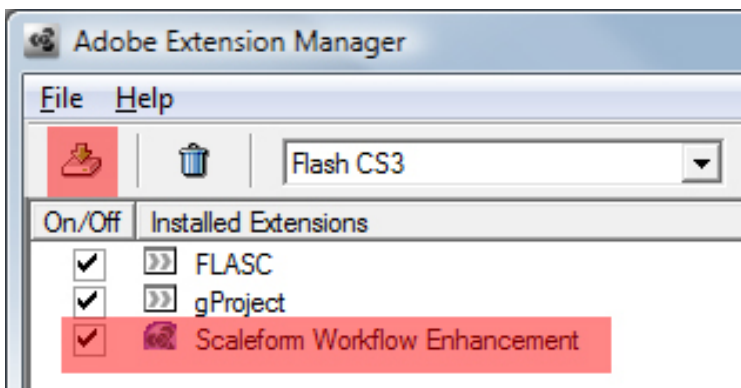 Adobe Extension Manager
File Help
Flash CS3
On/Off Installed Extensions
FLASC
gProject
Scaleform Workflow Enhancement